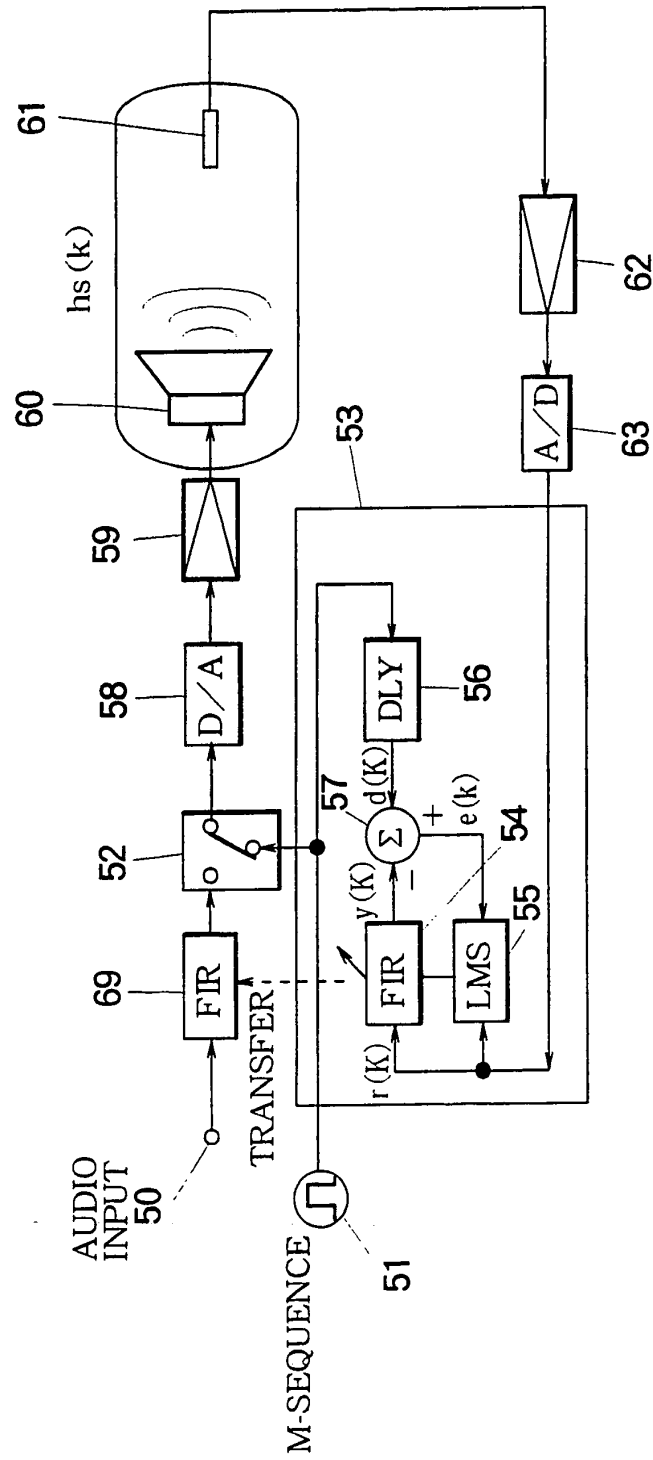 AUDIO
INPUT
50
69
FIR
52
58
D/A
59
60
hs(k)
61
TRANSFER
M-SEQUENCE
51
53
r(K)
FIR
y(K)
57
Σ
d(K)
DLY
56
+
−
e(k)
54
LMS
55
A/D
63
62